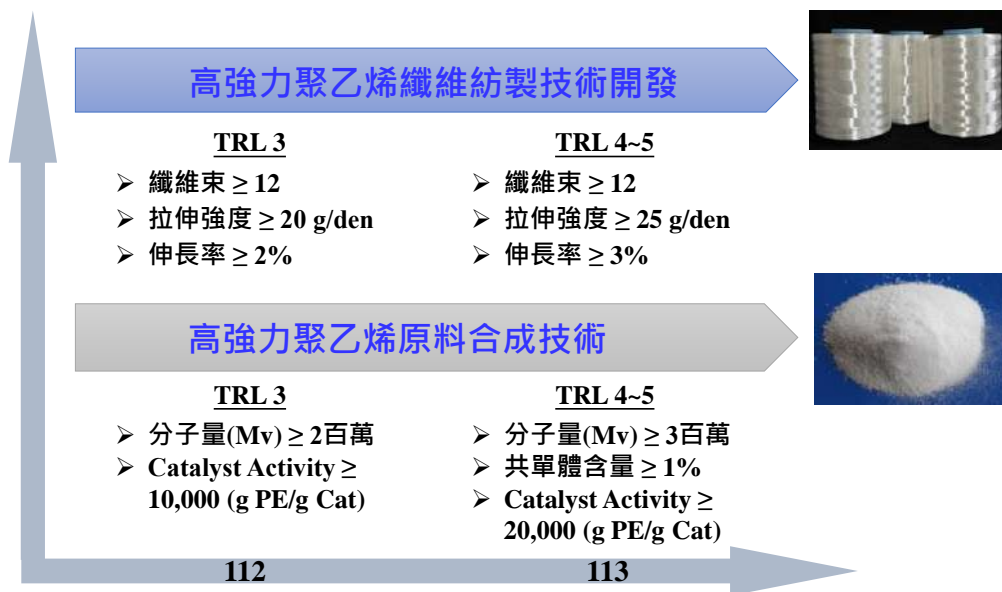 高強力聚乙烯纖維紡製技術開發
TRL 3
➢ 纖維束 ≥ 12
➢ 拉伸強度 ≥ 20 g/den
➢ 伸長率 ≥ 2%
TRL 4~5
➢ 纖維束 ≥ 12
➢ 拉伸強度 ≥ 25 g/den
➢ 伸長率 ≥ 3%
高強力聚乙烯原料合成技術
TRL 3
➢ 分子量(Mv) ≥ 2百萬
➢ Catalyst Activity ≥
10,000 (g PE/g Cat)
TRL 4~5
➢ 分子量(Mv) ≥ 3百萬
➢ 共單體含量 ≥ 1%
➢ Catalyst Activity ≥
20,000 (g PE/g Cat)
112
113